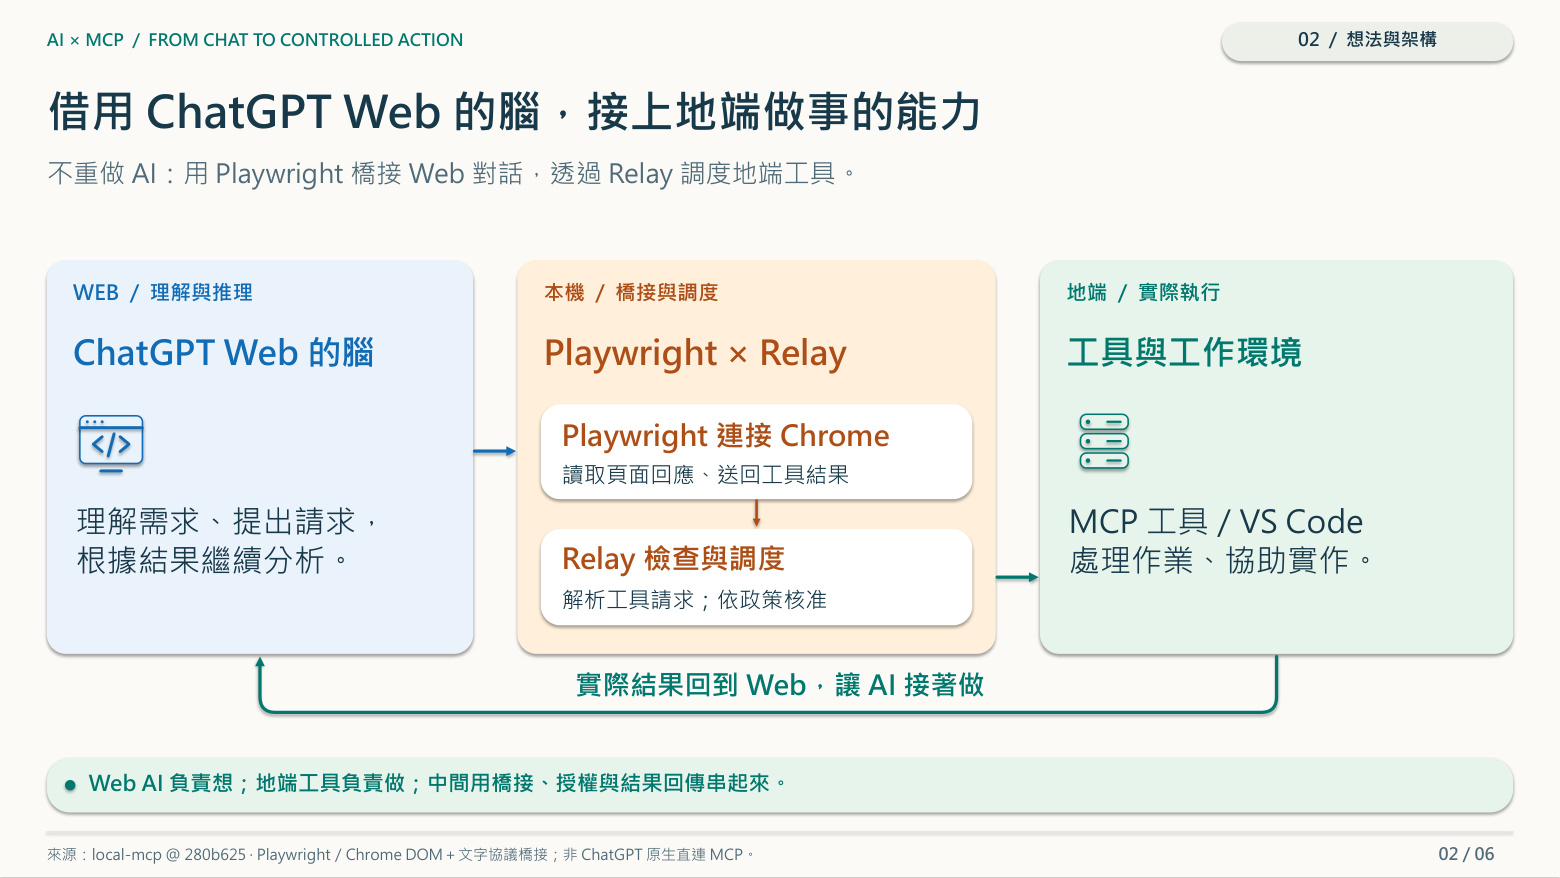 AI × MCP / FROM CHAT TO CONTROLLED ACTION
02 / 想法與架構
借用 ChatGPT Web 的腦，接上地端做事的能力
不重做 AI：用 Playwright 橋接 Web 對話，透過 Relay 調度地端工具。
WEB / 理解與推理
ChatGPT Web 的腦
</>
理解需求、提出請求，
根據結果繼續分析。
本機 / 橋接與調度
Playwright × Relay
Playwright 連接 Chrome
讀取頁面回應、送回工具結果
Relay 檢查與調度
解析工具請求；依政策核准
地端 / 實際執行
工具與工作環境
MCP 工具 / VS Code
處理作業、協助實作。
實際結果回到 Web，讓 AI 接著做
Web AI 負責想；地端工具負責做；中間用橋接、授權與結果回傳串起來。
來源：local-mcp @ 280b625 · Playwright / Chrome DOM + 文字協議橋接；非 ChatGPT 原生直連 MCP。
02 / 06